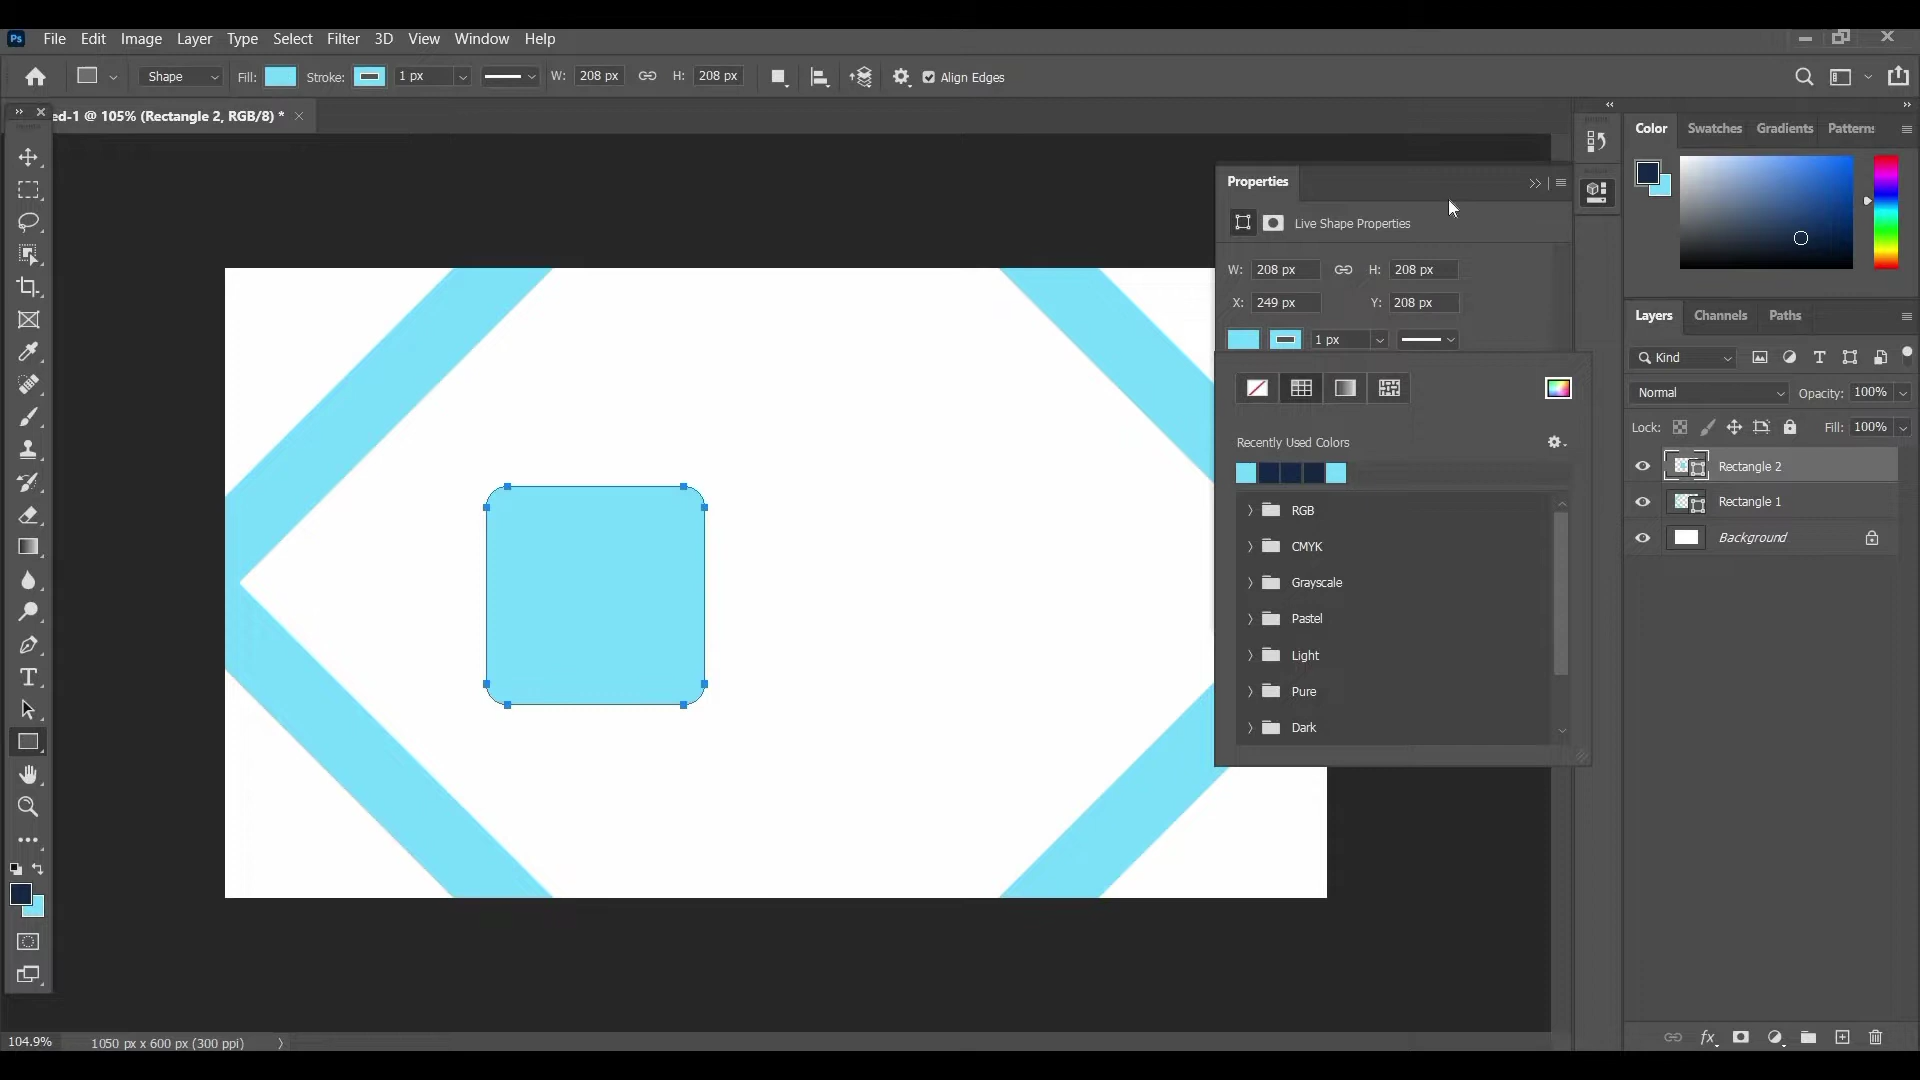 Ps File Edit Image Layer Type Select Filter 3D View Window Help
Shape Fill: Stroke: 1 px W: 208 px H: 208 px Align Edges
ed-1 @ 105% (Rectangle 2, RGB/8) *
Properties
Live Shape Properties
W: 208 px H: 208 px
X: 249 px Y: 208 px
1 px
Recently Used Colors
RGB
CMYK
Grayscale
Pastel
Light
Pure
Dark
Color Swatches Gradients Patterns
Layers Channels Paths
Kind
Normal Opacity: 100%
Lock: Fill: 100%
Rectangle 2
Rectangle 1
Background
fx
104.9% 1050 px x 600 px (300 ppi)